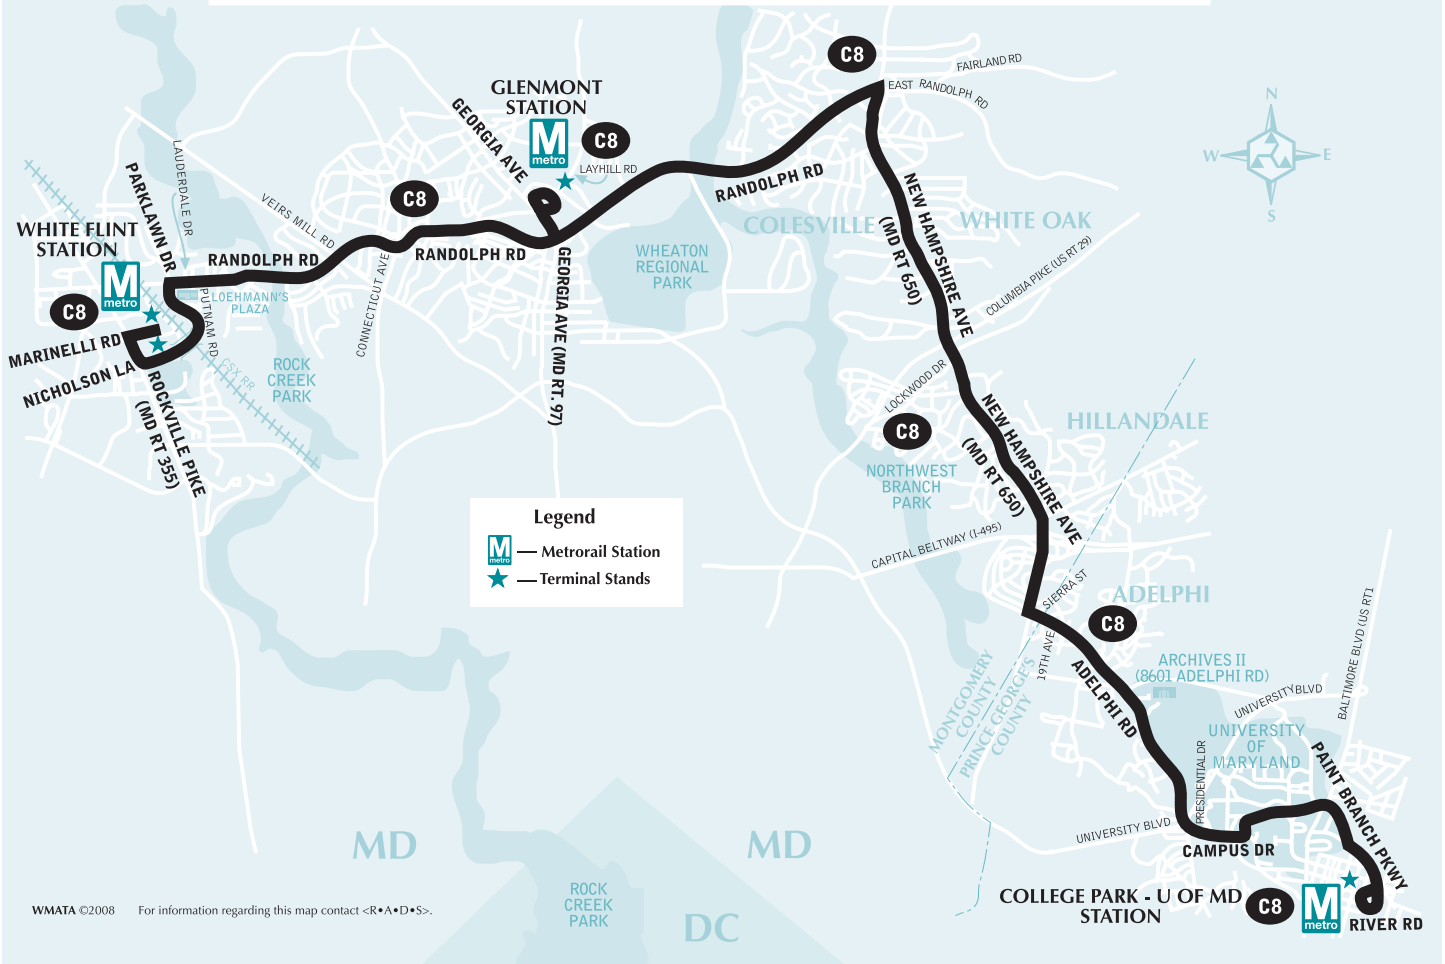 C8
FAIRLAND RD
EAST RANDOLPH RD
GLENMONT
STATION
M
metro
C8
GEORGIA AVE
LAYHILL RD
N
W
E
S
LAUDERDALE DR
PARKLAWN DR
VEIRS MILL RD
C8
RANDOLPH RD
NEW HAMPSHIRE AVE
(MD RT 650)
COLESVILLE
WHITE OAK
WHITE FLINT
STATION
M
metro
C8
RANDOLPH RD
RANDOLPH RD
WHEATON
REGIONAL
PARK
COLUMBIA PIKE (US RT 29)
LOEHMANN'S
PLAZA
PUTNAM RD
CONNECTICUT AVE
GEORGIA AVE (MD RT. 97)
MARINELLI RD
NICHOLSON LA
CSX RR
ROCK
CREEK
PARK
ROCKVILLE PIKE
(MD RT 355)
LOCKWOOD DR
C8
NEW HAMPSHIRE AVE
(MD RT 650)
HILLANDALE
NORTHWEST
BRANCH
PARK
CAPITAL BELTWAY (I-495)
Legend
M
metro
Metrorail Station
Terminal Stands
SIERRA ST
ADELPHI
C8
19TH AVE
ADELPHI RD
MONTGOMERY
COUNTY
PRINCE GEORGE'S
COUNTY
ARCHIVES II
(8601 ADELPHI RD)
UNIVERSITY BLVD
BALTIMORE BLVD (US RT1
UNIVERSITY
OF
MARYLAND
PRESIDENTIAL DR
PAINT BRANCH PKWY
UNIVERSITY BLVD
CAMPUS DR
MD
MD
ROCK
CREEK
PARK
DC
COLLEGE PARK - U OF MD
STATION
C8
M
metro
RIVER RD
WMATA ©2008 For information regarding this map contact <R•A•D•S>.